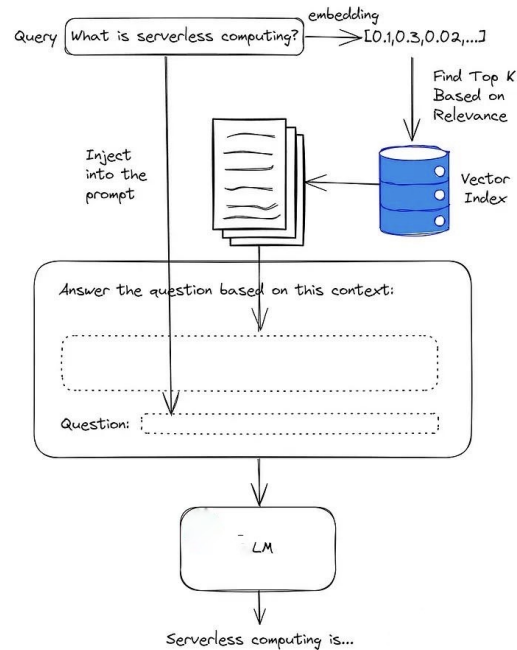 embedding
Query
What is serverless computing?
[0.1,0.3,0.02,...]
Find Top K
Based on
Relevance
Inject
into the
prompt
Vector
Index
Answer the question based on this context:
Question:
LM
Serverless computing is...